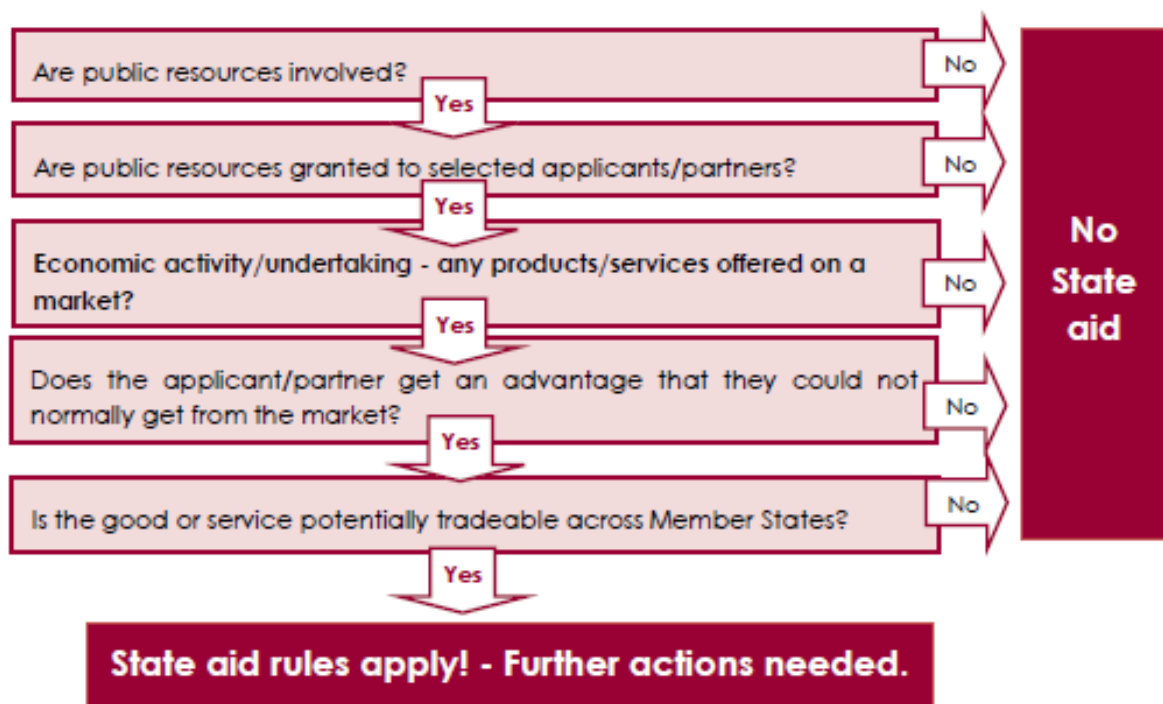 Are public resources involved?
No
Yes
Are public resources granted to selected applicants/partners?
No
Yes
Economic activity/undertaking - any products/services offered on a
market?
No
Yes
Does the applicant/partner get an advantage that they could not
normally get from the market?
No
Yes
Is the good or service potentially tradeable across Member States?
No
Yes
No
State
aid
State aid rules apply! - Further actions needed.